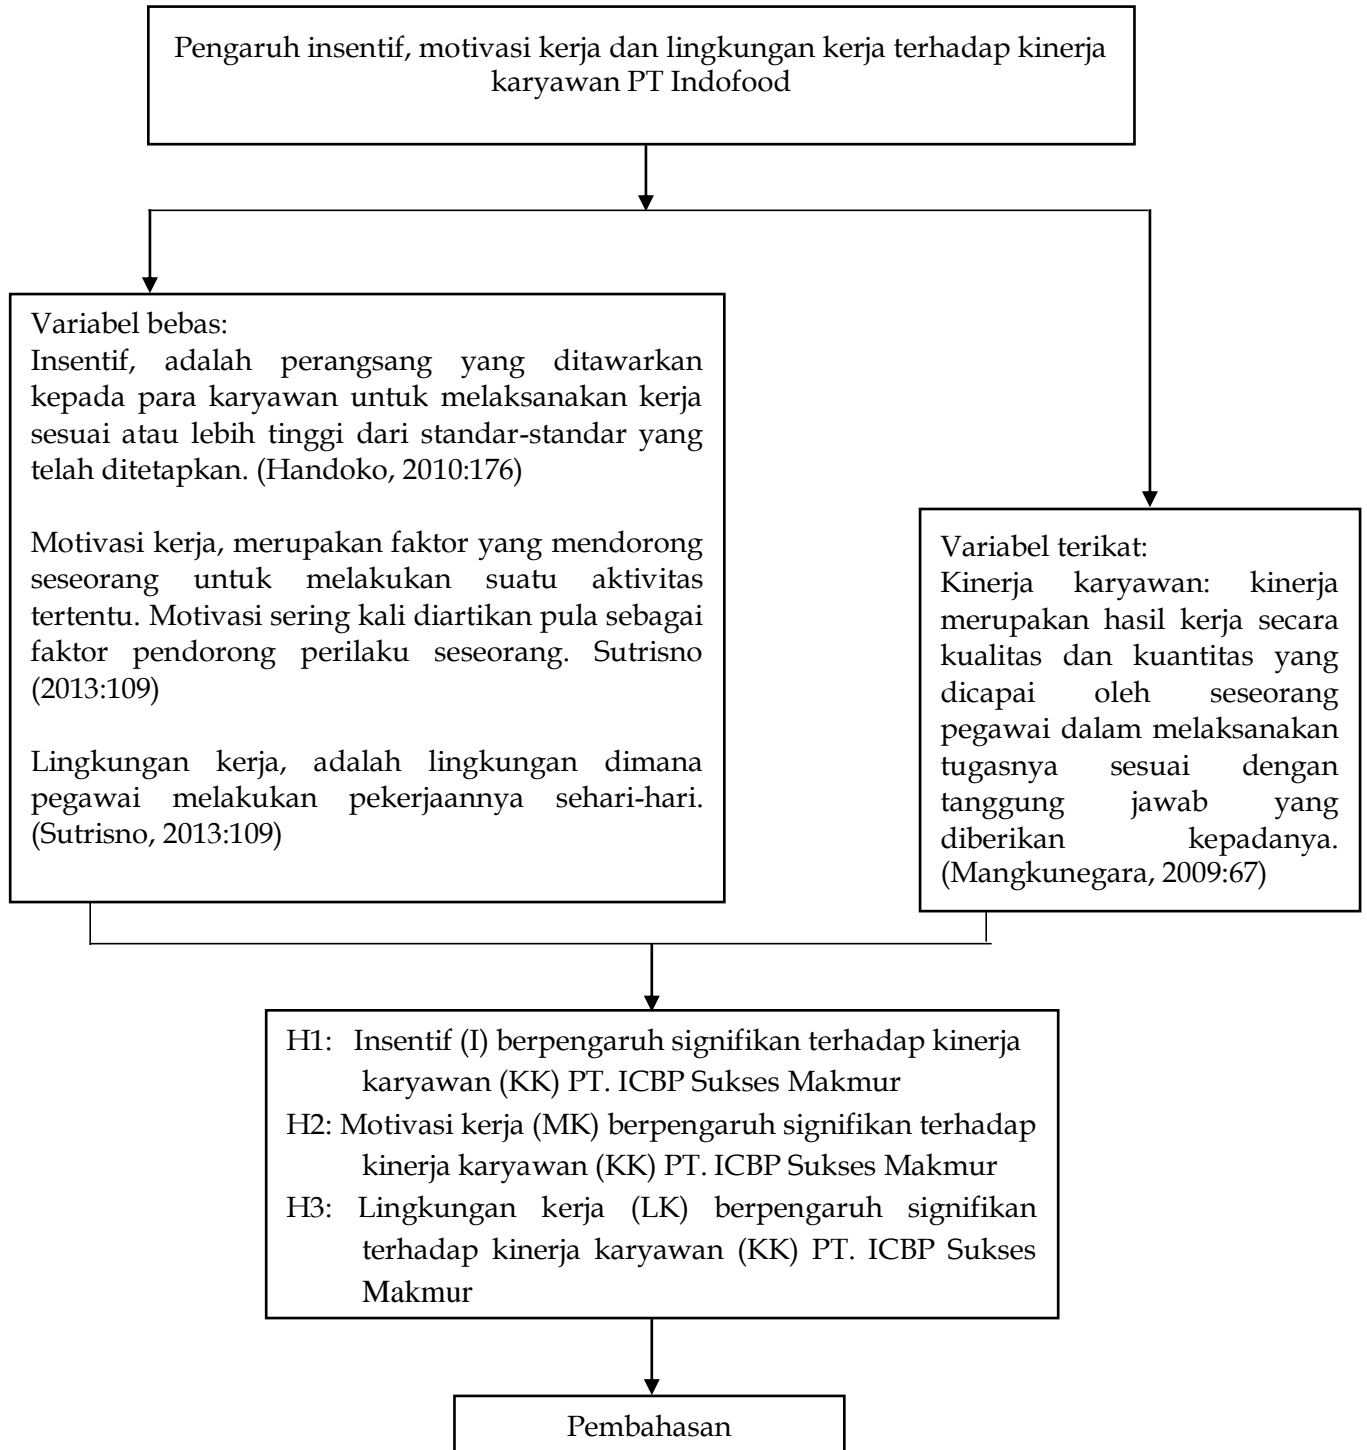 Pengaruh insentif, motivasi kerja dan lingkungan kerja terhadap kinerja
karyawan PT Indofood
Variabel bebas:
Insentif, adalah perangsang yang ditawarkan
kepada para karyawan untuk melaksanakan kerja
sesuai atau lebih tinggi dari standar-standar yang
telah ditetapkan. (Handoko, 2010:176)
Motivasi kerja, merupakan faktor yang mendorong
seseorang untuk melakukan suatu aktivitas
tertentu. Motivasi sering kali diartikan pula sebagai
faktor pendorong perilaku seseorang. Sutrisno
(2013:109)
Lingkungan kerja, adalah lingkungan dimana
pegawai melakukan pekerjaannya sehari-hari.
(Sutrisno, 2013:109)
Variabel terikat:
Kinerja karyawan: kinerja
merupakan hasil kerja secara
kualitas dan kuantitas yang
dicapai oleh seseorang
pegawai dalam melaksanakan
tugasnya sesuai dengan
tanggung jawab yang
diberikan kepadanya.
(Mangkunegara, 2009:67)
H1: Insentif (I) berpengaruh signifikan terhadap kinerja
karyawan (KK) PT. ICBP Sukses Makmur
H2: Motivasi kerja (MK) berpengaruh signifikan terhadap
kinerja karyawan (KK) PT. ICBP Sukses Makmur
H3: Lingkungan kerja (LK) berpengaruh signifikan
terhadap kinerja karyawan (KK) PT. ICBP Sukses
Makmur
Pembahasan